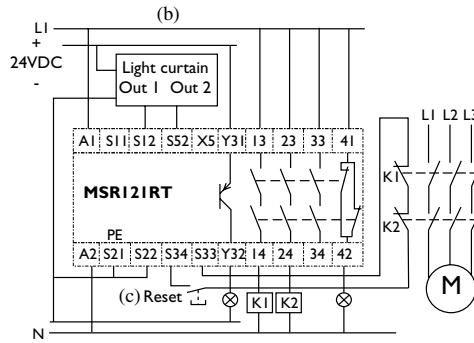 (b)
L1
+
24VDC
-
Light curtain
Out 1 Out 2
A1 S11 S12 S52 X5 Y31 13 23 33 41
L1 L2 L3
MSR121RT
K1
K2
PE
A2 S21 S22 S34 S33 Y32 14 24 34 42
(c) Reset
K1 K2
M
N